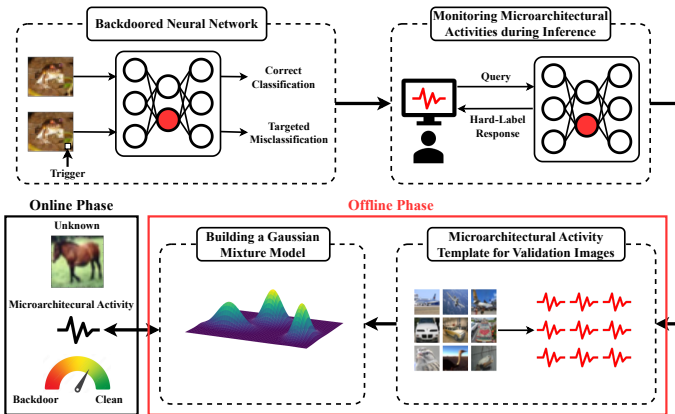 Backdoored Neural Network
Correct
Classification
Targeted
Misclassification
Trigger
Monitoring Microarchitectural
Activities during Inference
Query
Hard-Label
Response
Online Phase
Unknown
Microarchitecural Activity
Backdoor
Clean
Offline Phase
Building a Gaussian
Mixture Model
Microarchitectural Activity
Template for Validation Images